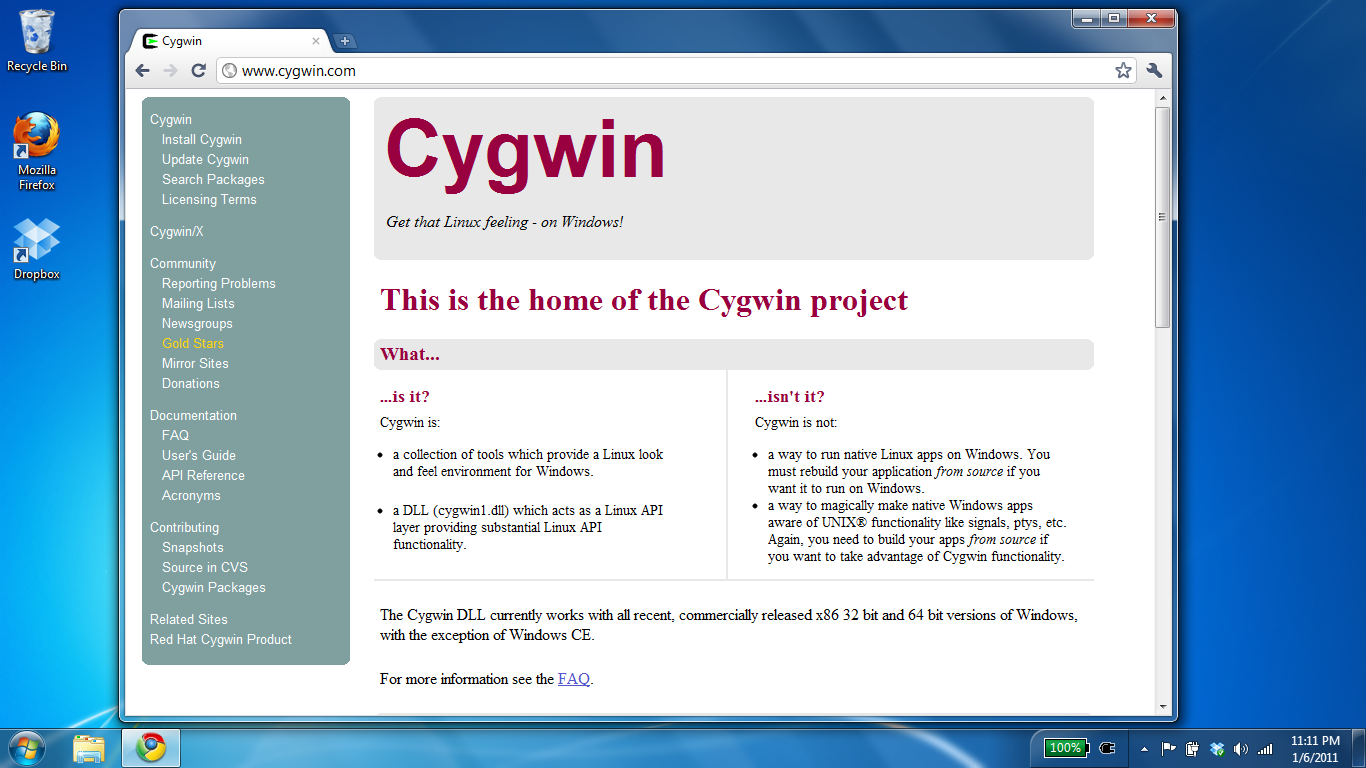 Recycle Bin
Mozilla
Firefox
Dropbox
Cygwin
www.cygwin.com
Cygwin
Install Cygwin
Update Cygwin
Search Packages
Licensing Terms
Cygwin/X
Community
Reporting Problems
Mailing Lists
Newsgroups
Gold Stars
Mirror Sites
Donations
Documentation
FAQ
User's Guide
API Reference
Acronyms
Contributing
Snapshots
Source in CVS
Cygwin Packages
Related Sites
Red Hat Cygwin Product
Cygwin
Get that Linux feeling - on Windows!
This is the home of the Cygwin project
What...
...is it?
Cygwin is:
a collection of tools which provide a Linux look
and feel environment for Windows.
a DLL (cygwin1.dll) which acts as a Linux API
layer providing substantial Linux API
functionality.
...isn't it?
Cygwin is not:
a way to run native Linux apps on Windows. You
must rebuild your application from source if you
want it to run on Windows.
a way to magically make native Windows apps
aware of UNIX® functionality like signals, ptys, etc.
Again, you need to build your apps from source if
you want to take advantage of Cygwin functionality.
The Cygwin DLL currently works with all recent, commercially released x86 32 bit and 64 bit versions of Windows,
with the exception of Windows CE.
For more information see the FAQ.
100%
11:11 PM
1/6/2011